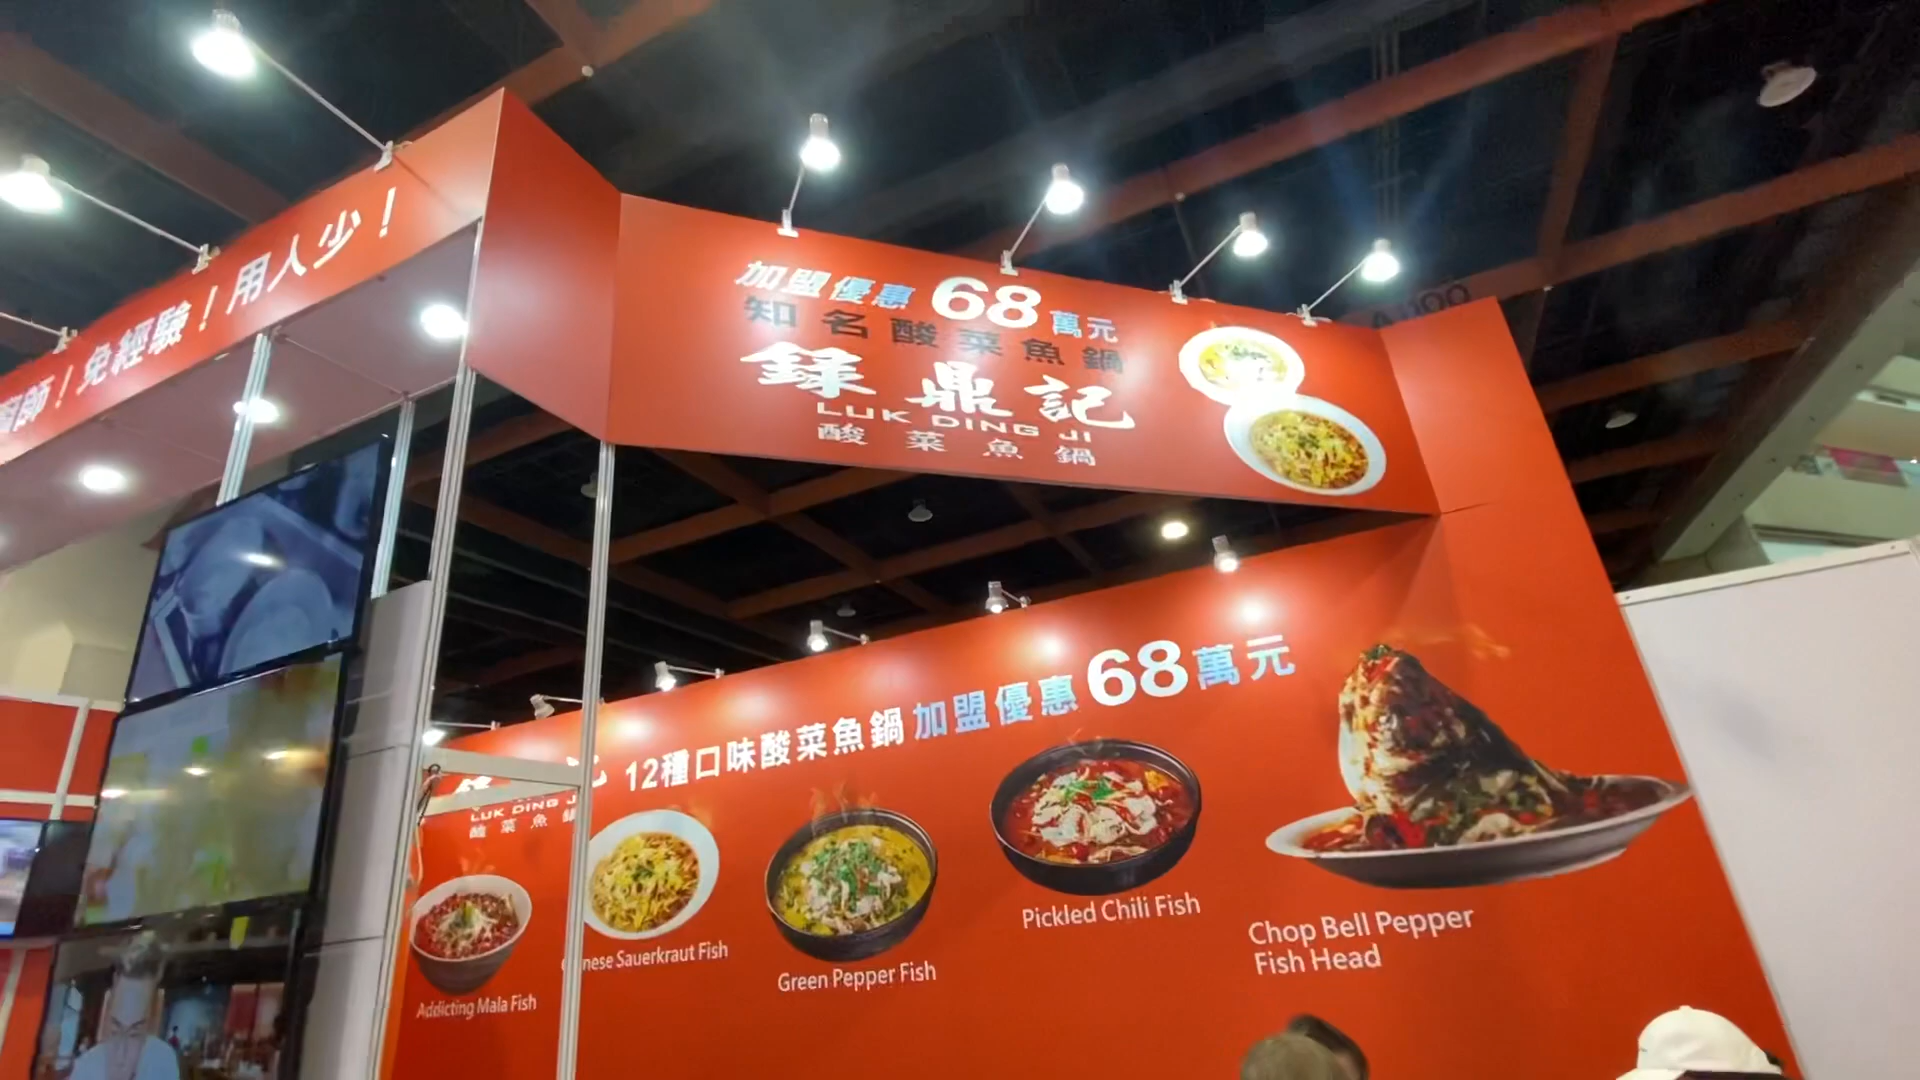 師！免經驗！用人少！
加盟優惠 68 萬元
知名酸菜魚鍋
錄鼎記
LUK DING JI
酸菜魚鍋
12種口味酸菜魚鍋 加盟優惠 68 萬元
LUK DING J
酸菜魚鍋
Addicting Mala Fish
nese Sauerkraut Fish
Green Pepper Fish
Pickled Chili Fish
Chop Bell Pepper
Fish Head